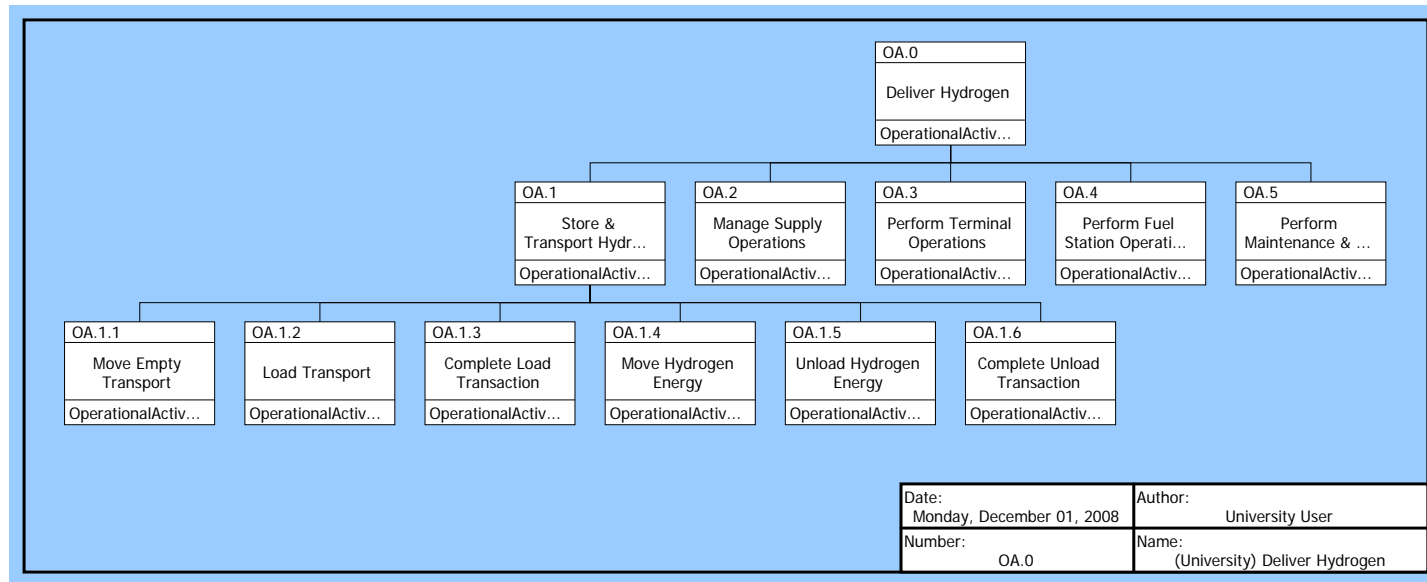 OA.0
Deliver Hydrogen
OperationalActiv...
OA.1
Store &
Transport Hydr...
OperationalActiv...
OA.2
Manage Supply
Operations
OperationalActiv...
OA.3
Perform Terminal
Operations
OperationalActiv...
OA.4
Perform Fuel
Station Operati...
OperationalActiv...
OA.5
Perform
Maintenance & ...
OperationalActiv...
OA.1.1
Move Empty
Transport
OperationalActiv...
OA.1.2
Load Transport
OperationalActiv...
OA.1.3
Complete Load
Transaction
OperationalActiv...
OA.1.4
Move Hydrogen
Energy
OperationalActiv...
OA.1.5
Unload Hydrogen
Energy
OperationalActiv...
OA.1.6
Complete Unload
Transaction
OperationalActiv...
Date:
Monday, December 01, 2008
Author:
University User
Number:
OA.0
Name:
(University) Deliver Hydrogen